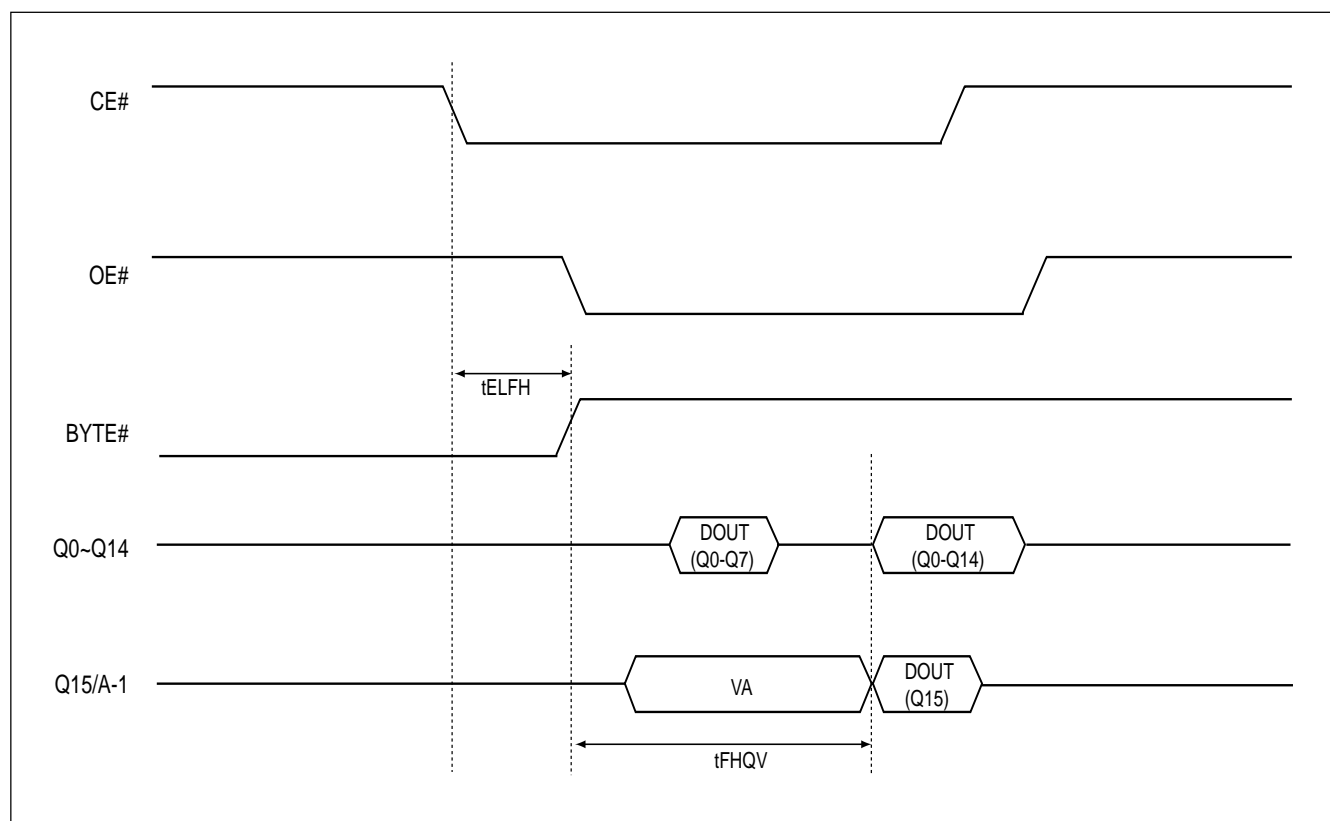 CE#
OE#
tELFH
BYTE#
Q0~Q14
DOUT
(Q0-Q7)
DOUT
(Q0-Q14)
Q15/A-1
VA
DOUT
(Q15)
tFHQV